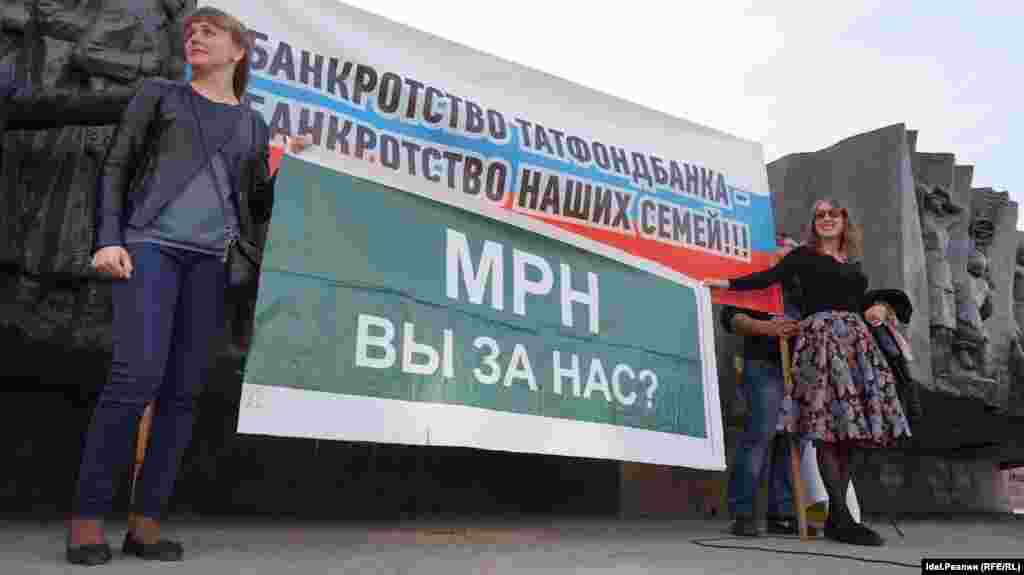 БАНКРОТСТВО ТАТФОНДБАНКА –
БАНКРОТСТВО НАШИХ СЕМЕЙ!!!
МРН
ВЫ ЗА НАС?
Idel.Реалии (RFE/RL)